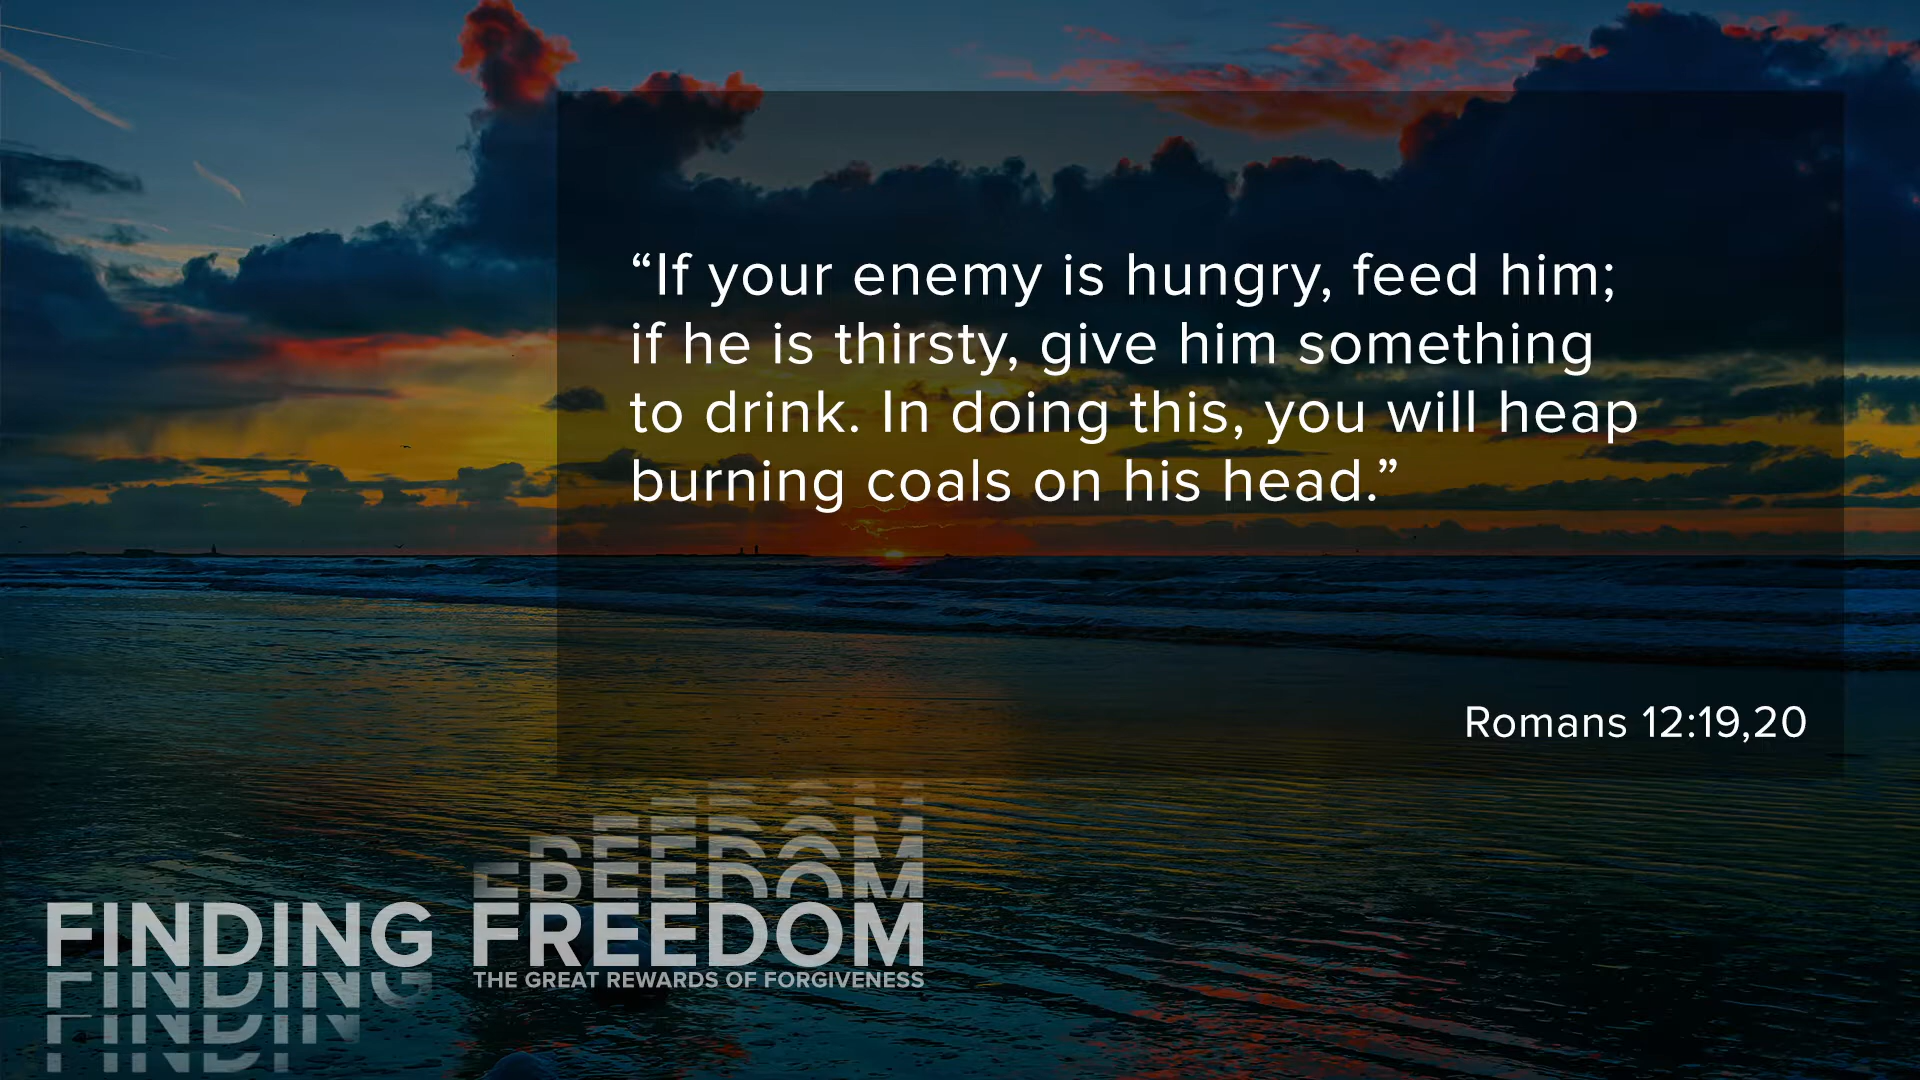 “If your enemy is hungry, feed him;
if he is thirsty, give him something
to drink. In doing this, you will heap
burning coals on his head.”
Romans 12:19,20
FINDING FREEDOM
THE GREAT REWARDS OF FORGIVENESS